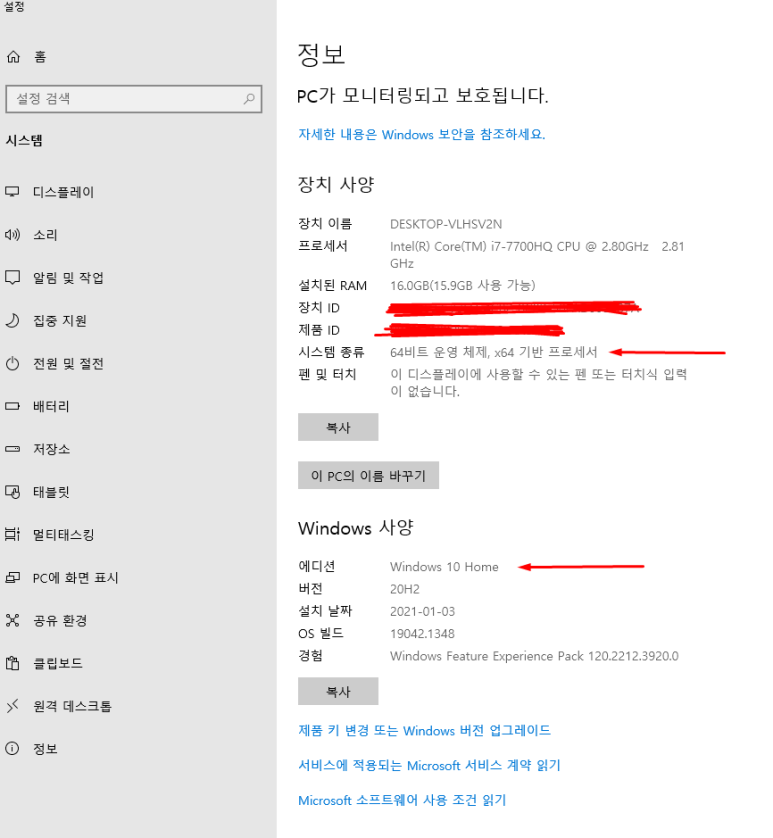 설정
홈
설정 검색
시스템
디스플레이
소리
알림 및 작업
집중 지원
전원 및 절전
배터리
저장소
태블릿
멀티태스킹
PC에 화면 표시
공유 환경
클립보드
원격 데스크톱
정보
정보
PC가 모니터링되고 보호됩니다.
자세한 내용은 Windows 보안을 참조하세요.
장치 사양
장치 이름 DESKTOP-VLHSV2N
프로세서 Intel(R) Core(TM) i7-7700HQ CPU @ 2.80GHz 2.81
GHz
설치된 RAM 16.0GB(15.9GB 사용 가능)
장치 ID
제품 ID
시스템 종류 64비트 운영 체제, x64 기반 프로세서
펜 및 터치 이 디스플레이에 사용할 수 있는 펜 또는 터치식 입력
이 없습니다.
복사
이 PC의 이름 바꾸기
Windows 사양
에디션 Windows 10 Home
버전 20H2
설치 날짜 2021-01-03
OS 빌드 19042.1348
경험 Windows Feature Experience Pack 120.2212.3920.0
복사
제품 키 변경 또는 Windows 버전 업그레이드
서비스에 적용되는 Microsoft 서비스 계약 읽기
Microsoft 소프트웨어 사용 조건 읽기